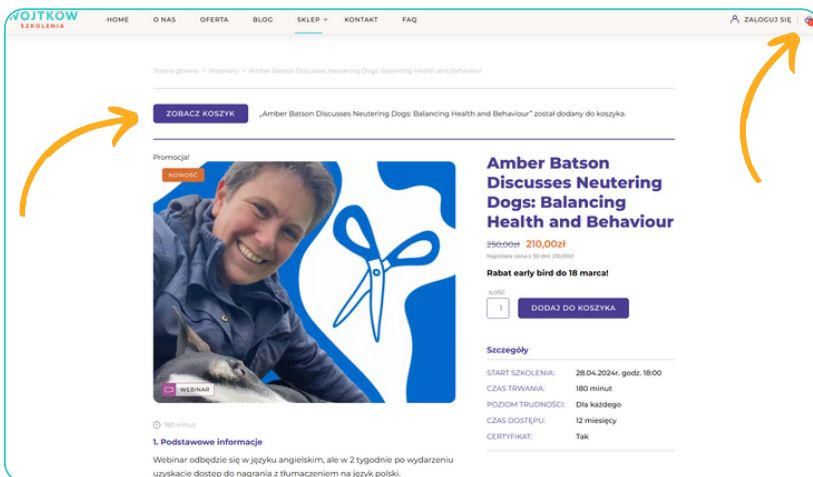 WOJTKÓW
SZKOLENIA
HOME O NAS OFERTA BLOG SKLEP KONTAKT FAQ
ZALOGUJ SIĘ
Strona główna • Webinary • Amber Batson Discusses Neutering Dogs: Balancing Health and Behaviour
ZOBACZ KOSZYK „Amber Batson Discusses Neutering Dogs: Balancing Health and Behaviour” został dodany do koszyka.
Promocja!
NOWOŚĆ
WEBINAR
Amber Batson
Discusses Neutering
Dogs: Balancing
Health and Behaviour
250,00zł 210,00zł
Najniższa cena z 30 dni: 210,00zł
Rabat early bird do 18 marca!
ILOŚĆ
1 DODAJ DO KOSZYKA
Szczegóły
START SZKOLENIA: 28.04.2024r. godz. 18:00
CZAS TRWANIA: 180 minut
POZIOM TRUDNOŚCI: Dla każdego
CZAS DOSTĘPU: 12 miesięcy
CERTYFIKAT: Tak
180 minut
1. Podstawowe informacje
Webinar odbędzie się w języku angielskim, ale w 2 tygodnie po wydarzeniu
uzyskacie dostęp do nagrania z tłumaczeniem na język polski.